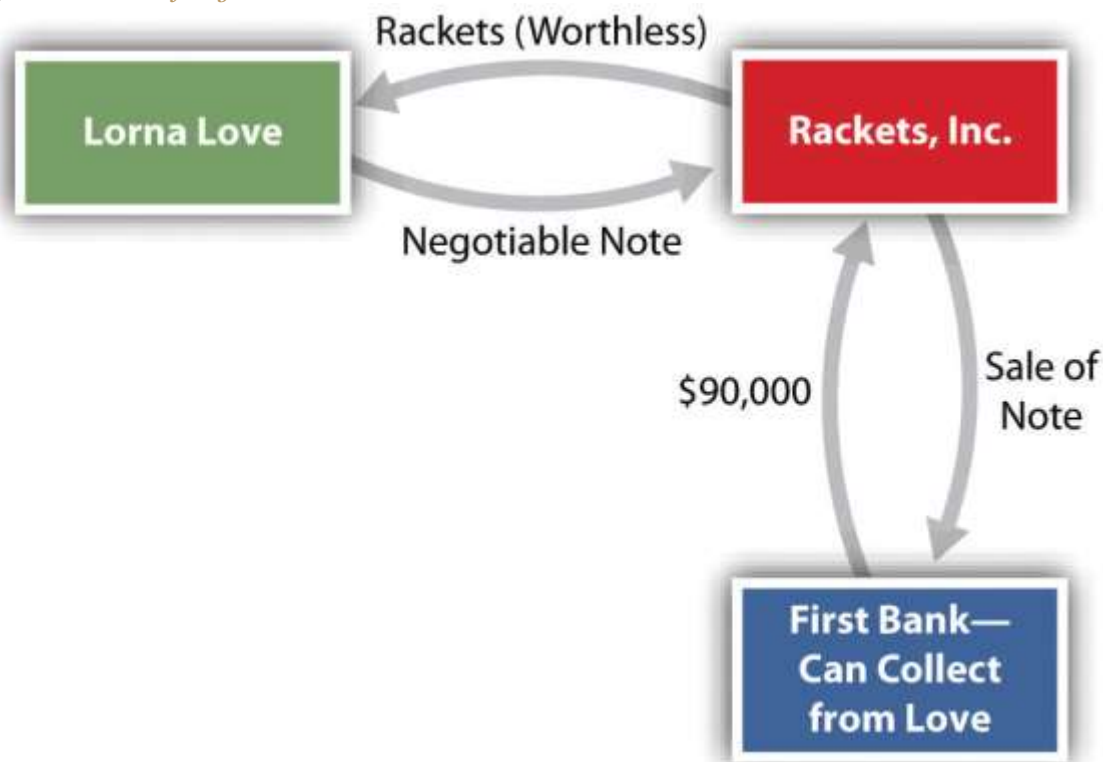 Rackets (Worthless)
Lorna Love
Rackets, Inc.
Negotiable Note
$90,000
Sale of
Note
First Bank—
Can Collect
from Love